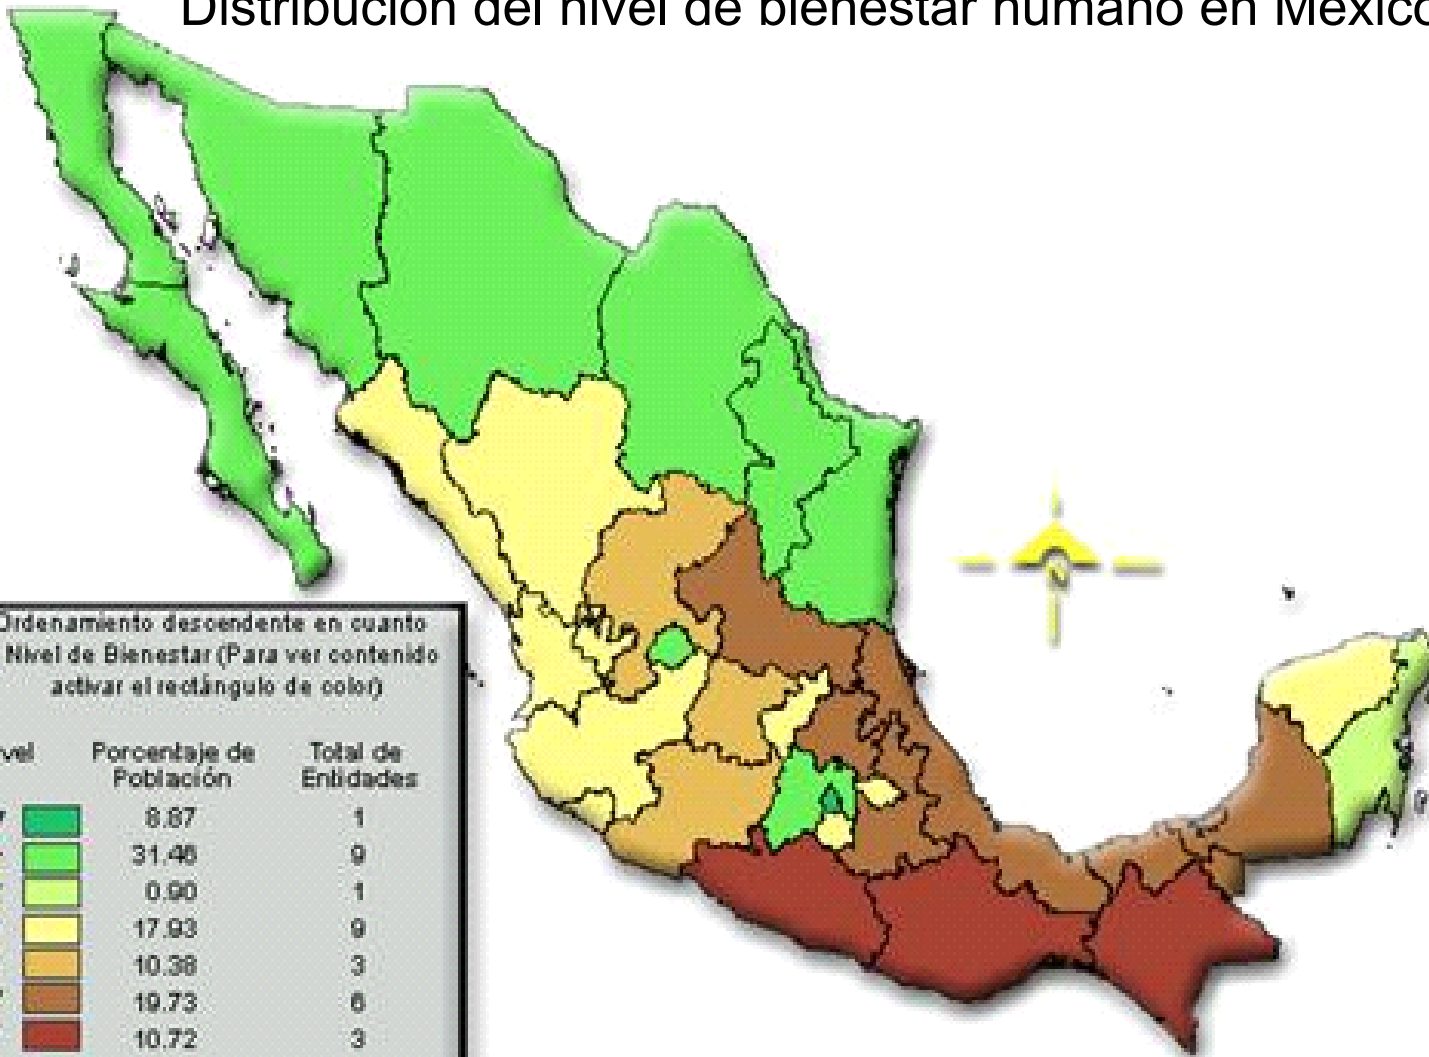 Distribución del nivel de bienestar humano en México
Ordenamiento descendente en cuanto
Nivel de Bienestar (Para ver contenido
activar el rectángulo de color)
vel Porcentaje de Total de
Población Entidades
8.87 1
31.46 9
0.90 1
17.93 9
10.38 3
19.73 6
10.72 3
N